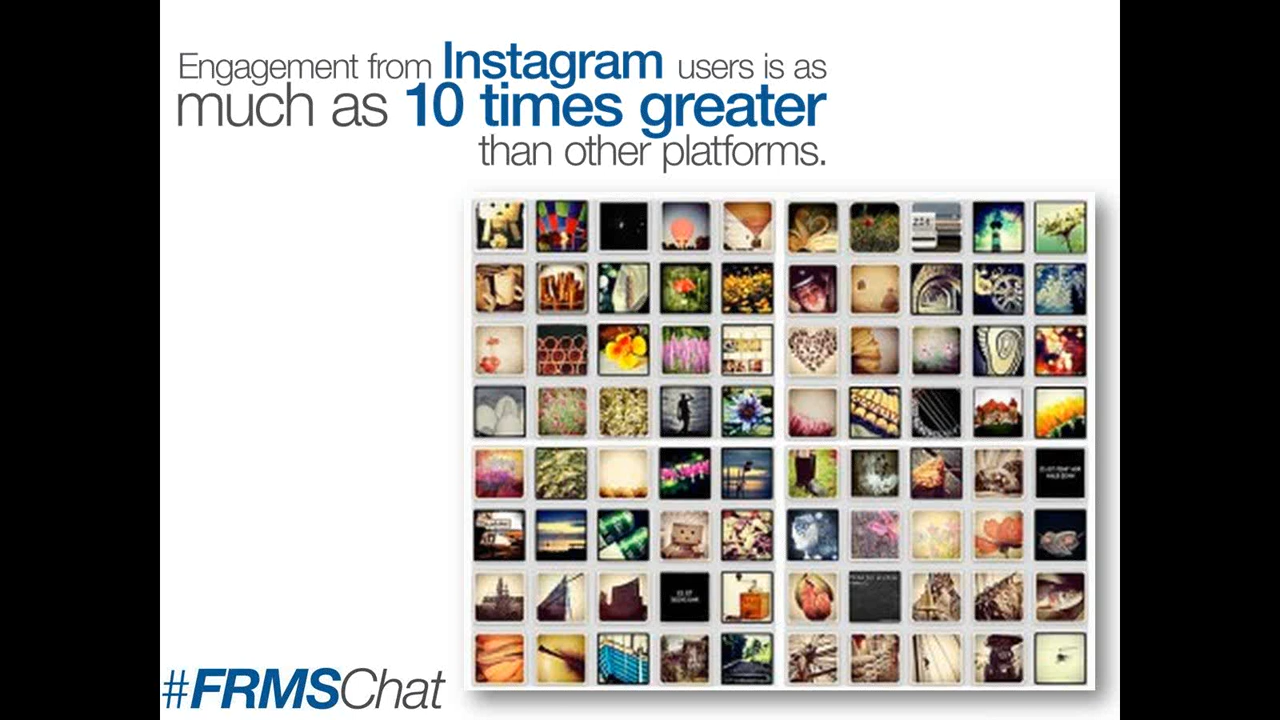 Engagement from Instagram users is as
much as 10 times greater
than other platforms.
#FRMSChat